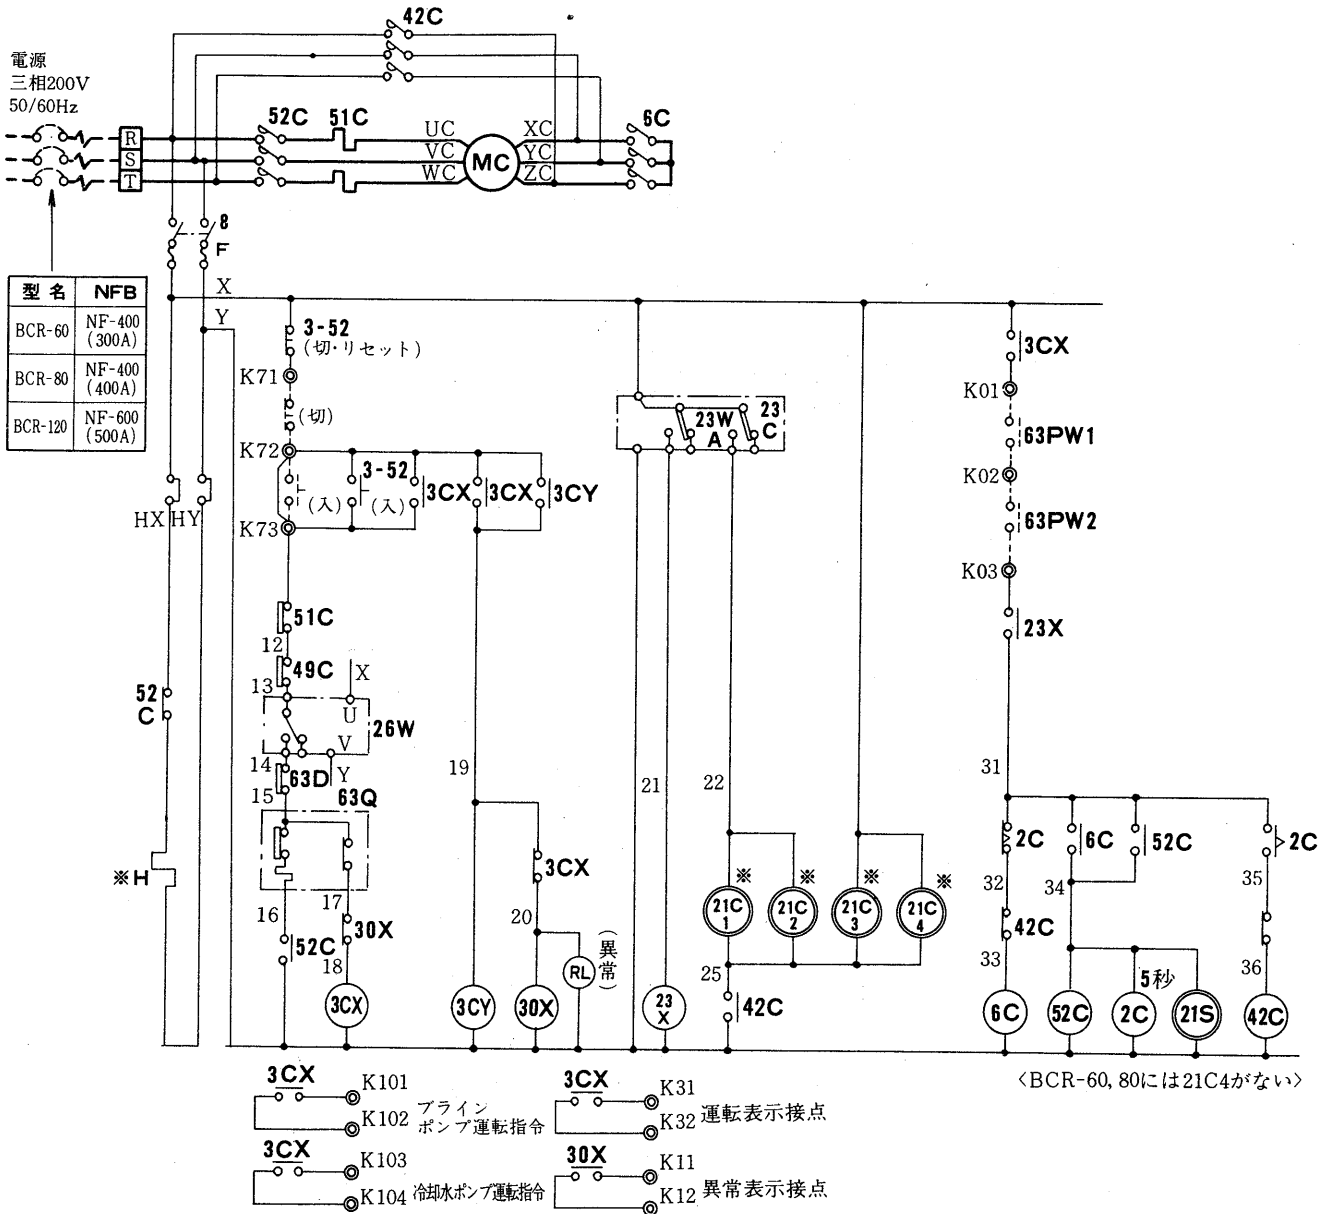 42C
電源
三相200V
50/60Hz
52C
51C
6C
R
S
T
UC
VC
WC
MC
XC
YC
ZC
8
F
型名 NFB
BCR-60 NF-400
(300A)
BCR-80 NF-400
(400A)
BCR-120 NF-600
(500A)
X
Y
3-52
(切・リセット)
K71
(切)
K72
3-52
(入)
(入)
3CX
3CX
3CY
K73
HX
HY
23W
A
23
C
3CX
K01
63PW1
K02
63PW2
K03
23X
51C
12
49C
13
X
U
26W
V
Y
14
63D
15
63Q
52
C
※H
16
17
52C
30X
18
3CX
19
3CX
20
RL
(異常)
3CY
30X
21
22
23
X
※
※
※
※
21C
1
21C
2
21C
3
21C
4
25
42C
31
2C
6C
52C
2C
32
34
35
42C
33
36
5秒
6C
52C
2C
21S
42C
〈BCR-60, 80には21C4がない〉
3CX
K101
K102
ブライン
ポンプ運転指令
3CX
K31
K32
運転表示接点
3CX
K103
K104
冷却水ポンプ運転指令
30X
K11
K12
異常表示接点